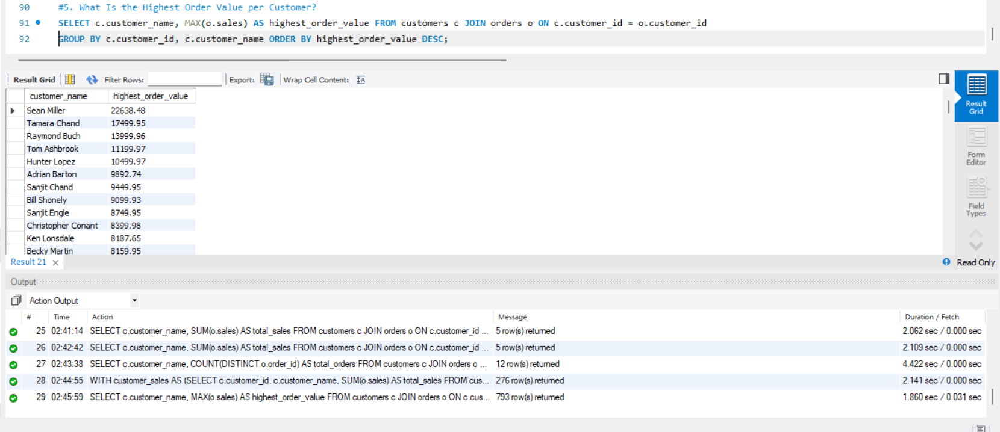 90 #5. What Is the Highest Order Value per Customer?
91 SELECT c.customer_name, MAX(o.sales) AS highest_order_value FROM customers c JOIN orders o ON c.customer_id = o.customer_id
92 GROUP BY c.customer_id, c.customer_name ORDER BY highest_order_value DESC;
Result Grid Filter Rows: Export: Wrap Cell Content: IA
customer_name highest_order_value
Sean Miller 22638.48
Tamara Chand 17499.95
Raymond Buch 13999.96
Tom Ashbrook 11199.97
Hunter Lopez 10499.97
Adrian Barton 9892.74
Sanjit Chand 9449.95
Bill Shonely 9099.93
Sanjit Engle 8749.95
Christopher Conant 8399.98
Ken Lonsdale 8187.65
Becky Martin 8159.95
Result
Grid
Form
Editor
Field
Types
Result 21 Read Only
Output
Action Output
# Time Action Message Duration / Fetch
25 02:41:14 SELECT c.customer_name, SUM(o.sales) AS total_sales FROM customers c JOIN orders o ON c.customer_id ... 5 row(s) returned 2.062 sec / 0.000 sec
26 02:42:42 SELECT c.customer_name, SUM(o.sales) AS total_sales FROM customers c JOIN orders o ON c.customer_id ... 5 row(s) returned 2.109 sec / 0.000 sec
27 02:43:38 SELECT c.customer_name, COUNT(DISTINCT o.order_id) AS total_orders FROM customers c JOIN orders o ... 12 row(s) returned 4.422 sec / 0.000 sec
28 02:44:55 WITH customer_sales AS (SELECT c.customer_id, c.customer_name, SUM(o.sales) AS total_sales FROM cus... 276 row(s) returned 2.141 sec / 0.000 sec
29 02:45:59 SELECT c.customer_name, MAX(o.sales) AS highest_order_value FROM customers c JOIN orders o ON c.cus... 793 row(s) returned 1.860 sec / 0.031 sec